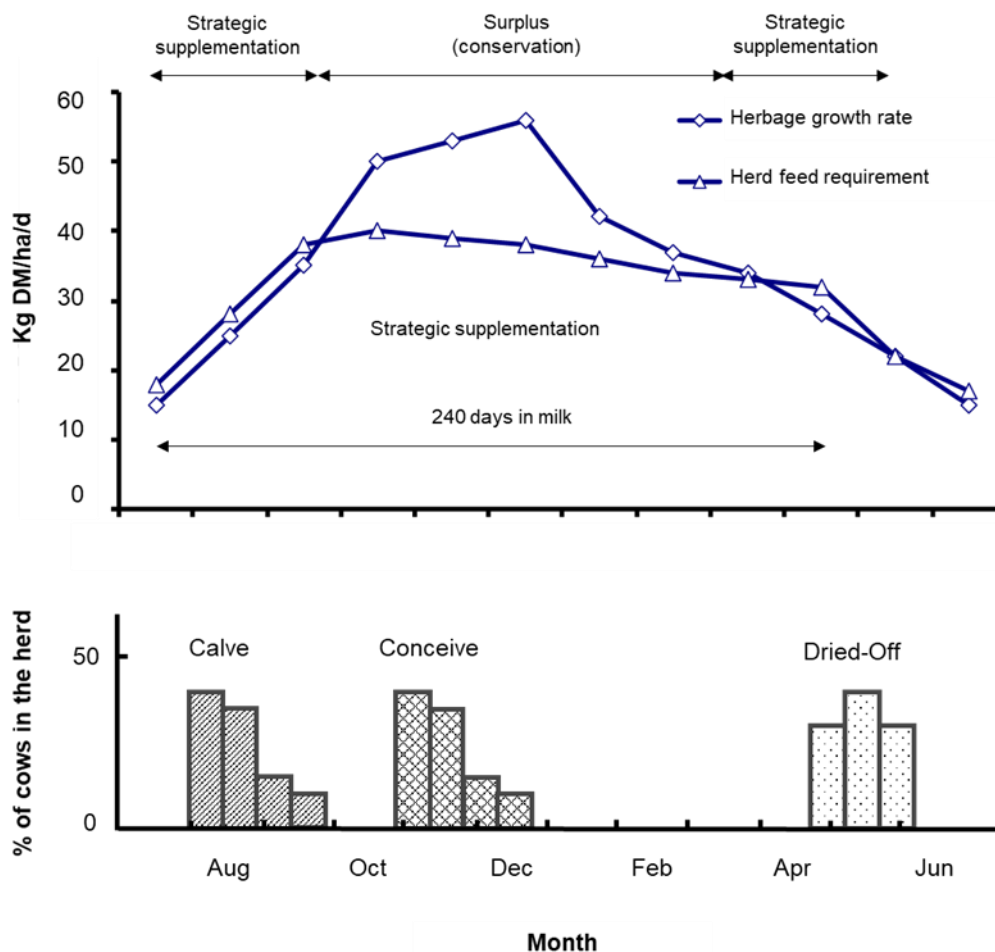 Strategic
supplementation
Surplus
(conservation)
Strategic
supplementation
60
50
40
30
20
10
0
Kg DM/ha/d
Herbage growth rate
Herd feed requirement
Strategic supplementation
240 days in milk
% of cows in the herd
50
0
Calve
Conceive
Dried-Off
Aug Oct Dec Feb Apr Jun
Month